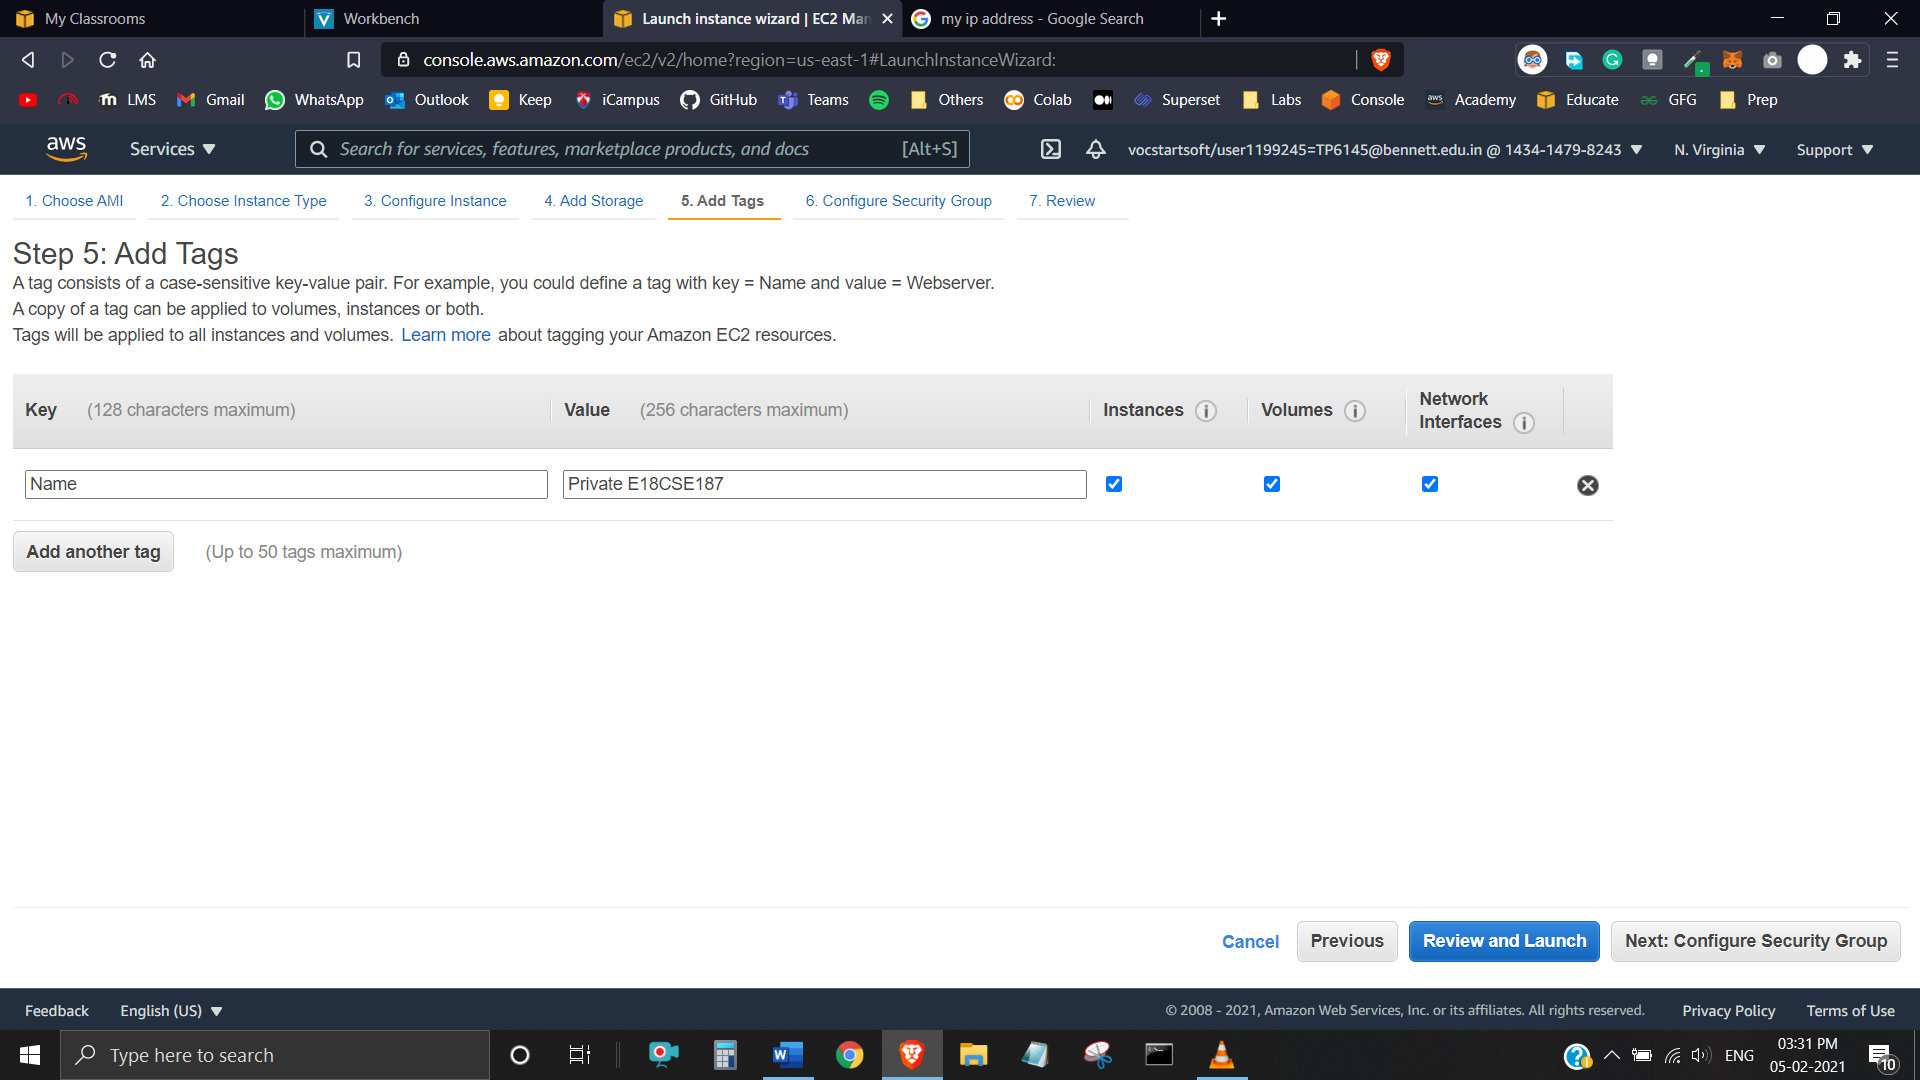 My Classrooms
Workbench
Launch instance wizard | EC2 Man
my ip address - Google Search
console.aws.amazon.com/ec2/v2/home?region=us-east-1#LaunchInstanceWizard:
LMS
Gmail
WhatsApp
Outlook
Keep
iCampus
GitHub
Teams
Others
Colab
Superset
Labs
Console
aws
Academy
Educate
GFG
Prep
aws
Services
Search for services, features, marketplace products, and docs
[Alt+S]
vocstartsoft/user1199245=TP6145@bennett.edu.in @ 1434-1479-8243
N. Virginia
Support
1. Choose AMI
2. Choose Instance Type
3. Configure Instance
4. Add Storage
5. Add Tags
6. Configure Security Group
7. Review
Step 5: Add Tags
A tag consists of a case-sensitive key-value pair. For example, you could define a tag with key = Name and value = Webserver.
A copy of a tag can be applied to volumes, instances or both.
Tags will be applied to all instances and volumes. Learn more about tagging your Amazon EC2 resources.
Key (128 characters maximum)
Value (256 characters maximum)
Instances
Volumes
Network
Interfaces
Name
Private E18CSE187
Add another tag
(Up to 50 tags maximum)
Cancel
Previous
Review and Launch
Next: Configure Security Group
Feedback
English (US)
© 2008 - 2021, Amazon Web Services, Inc. or its affiliates. All rights reserved.
Privacy Policy
Terms of Use
Type here to search
ENG
03:31 PM
05-02-2021
10